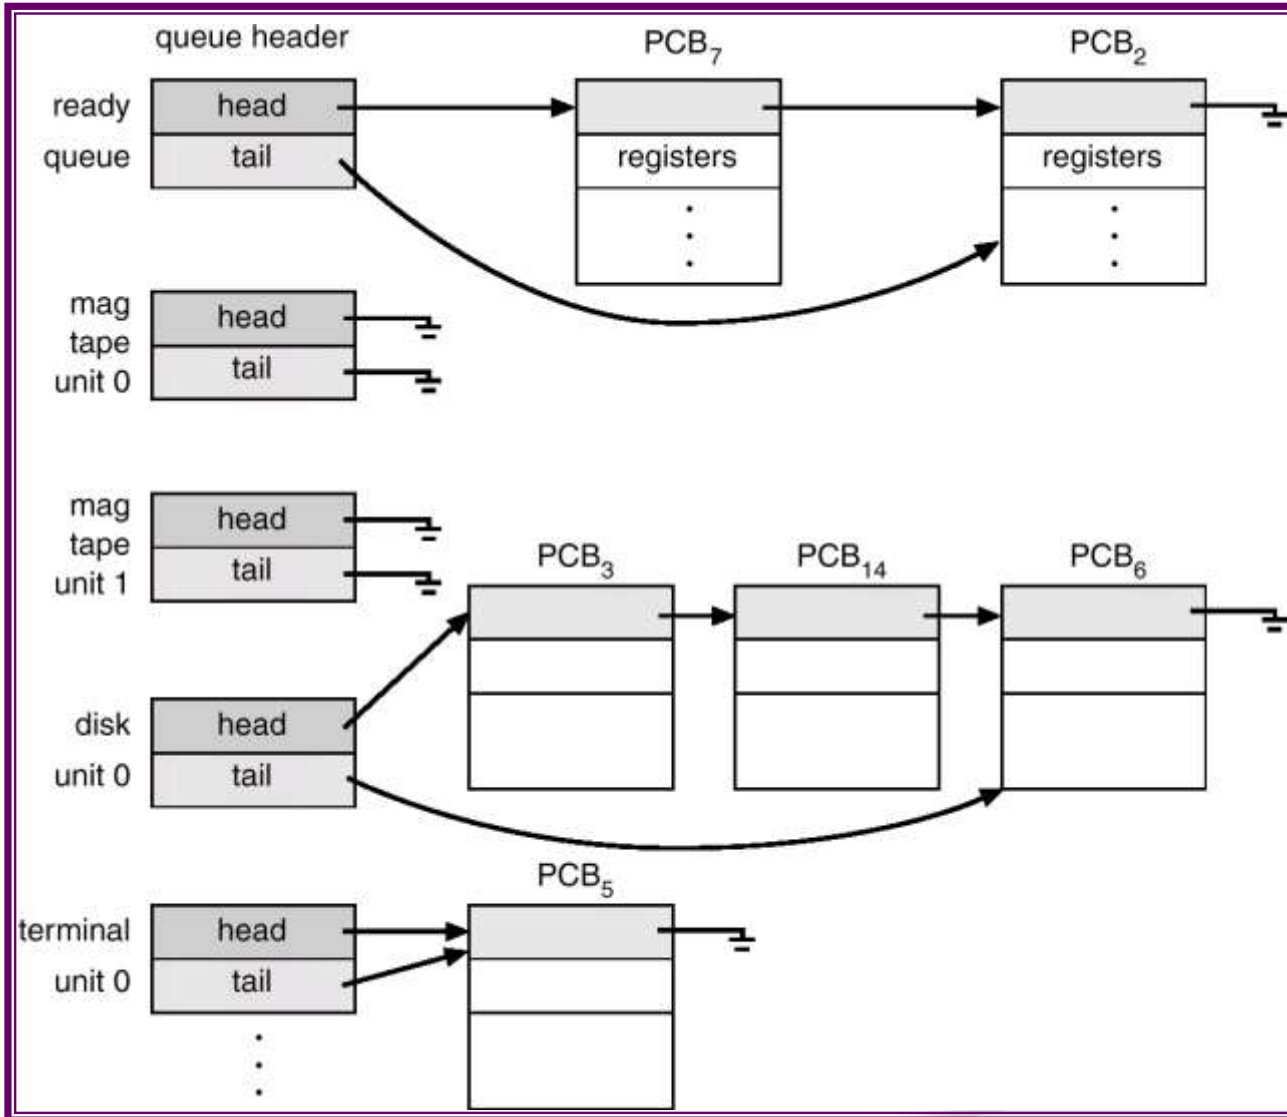 queue header
PCB7
PCB2
ready
queue
head
tail
registers
registers
mag
tape
unit 0
head
tail
mag
tape
unit 1
head
tail
PCB3
PCB14
PCB6
disk
unit 0
head
tail
PCB5
terminal
unit 0
head
tail